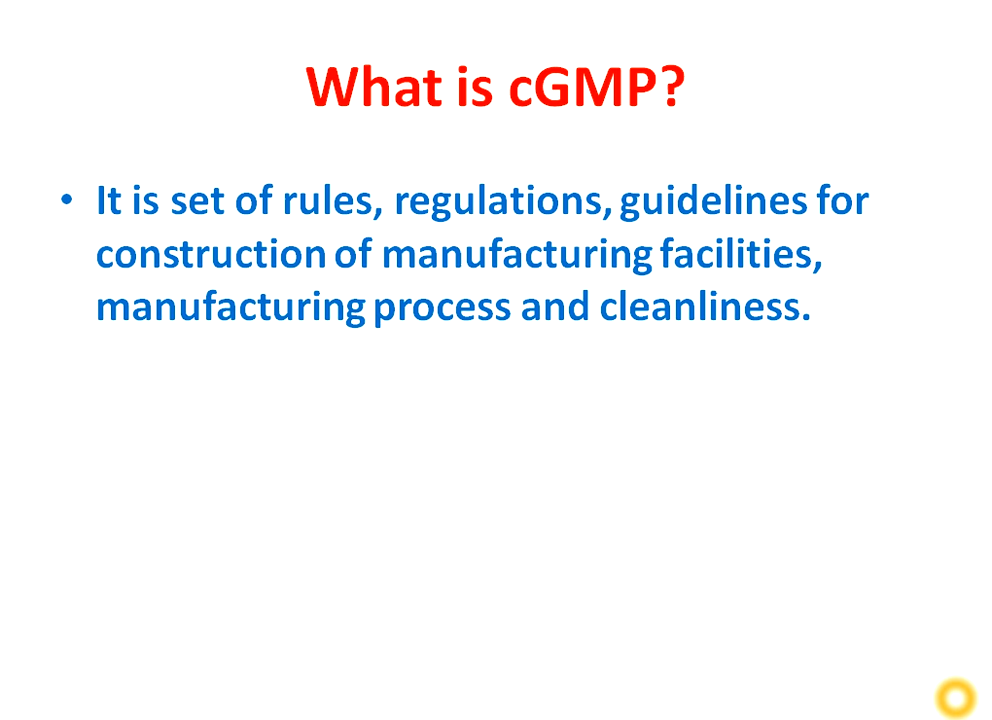 What is cGMP?
• It is set of rules, regulations, guidelines for
construction of manufacturing facilities,
manufacturing process and cleanliness.